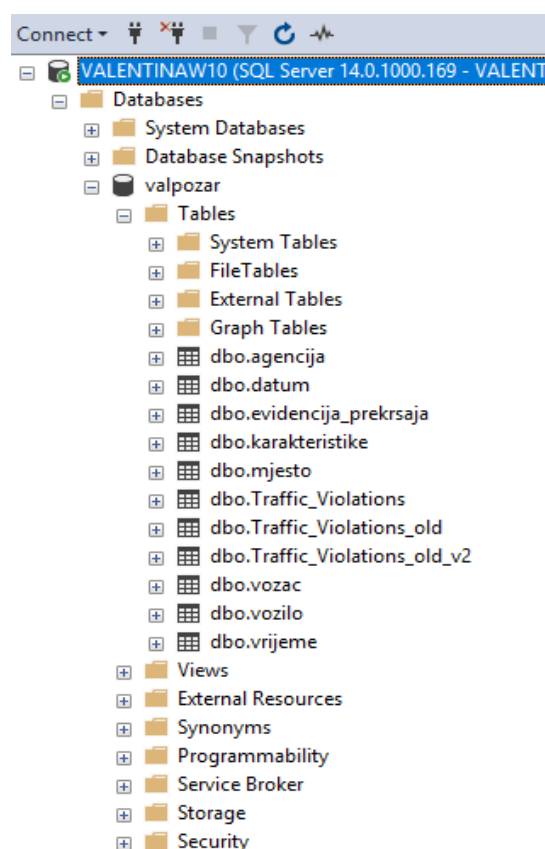 Connect
VALENTINAW10 (SQL Server 14.0.1000.169 - VALENT
Databases
System Databases
Database Snapshots
valpozar
Tables
System Tables
FileTables
External Tables
Graph Tables
dbo.agencija
dbo.datum
dbo.evidencija_prekrsaja
dbo.karakteristike
dbo.mjesto
dbo.Traffic_Violations
dbo.Traffic_Violations_old
dbo.Traffic_Violations_old_v2
dbo.vozac
dbo.vozilo
dbo.vrijeme
Views
External Resources
Synonyms
Programmability
Service Broker
Storage
Security